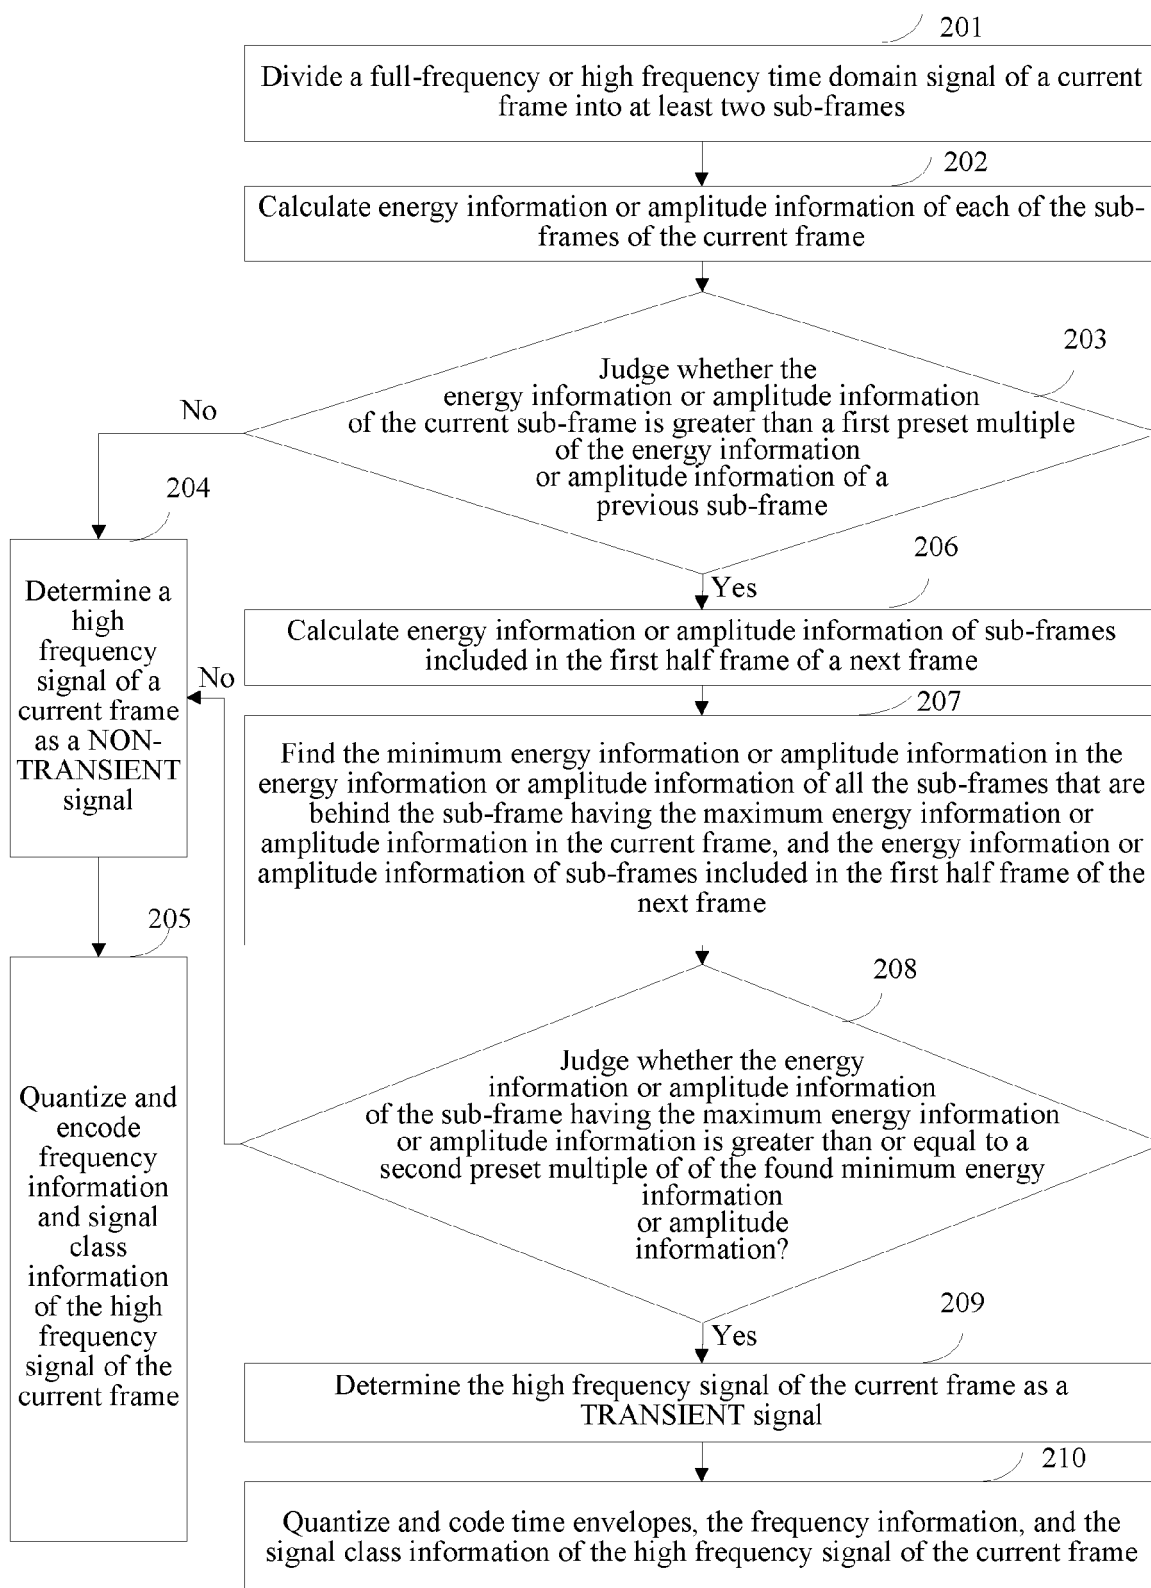 201
Divide a full-frequency or high frequency time domain signal of a current
frame into at least two sub-frames
202
Calculate energy information or amplitude information of each of the sub-
frames of the current frame
203
Judge whether the
energy information or amplitude information
of the current sub-frame is greater than a first preset multiple
of the energy information
or amplitude information of a
previous sub-frame
No
204
Determine a
high
frequency
signal of a
current frame
as a NON-
TRANSIENT
signal
205
Quantize and
encode
frequency
information
and signal
class
information
of the high
frequency
signal of the
current frame
Yes
206
Calculate energy information or amplitude information of sub-frames
included in the first half frame of a next frame
207
Find the minimum energy information or amplitude information in the
energy information or amplitude information of all the sub-frames that are
behind the sub-frame having the maximum energy information or
amplitude information in the current frame, and the energy information or
amplitude information of sub-frames included in the first half frame of the
next frame
No
208
Judge whether the energy
information or amplitude information
of the sub-frame having the maximum energy information
or amplitude information is greater than or equal to a
second preset multiple of of the found minimum energy
information
or amplitude
information?
Yes
209
Determine the high frequency signal of the current frame as a
TRANSIENT signal
210
Quantize and code time envelopes, the frequency information, and the
signal class information of the high frequency signal of the current frame